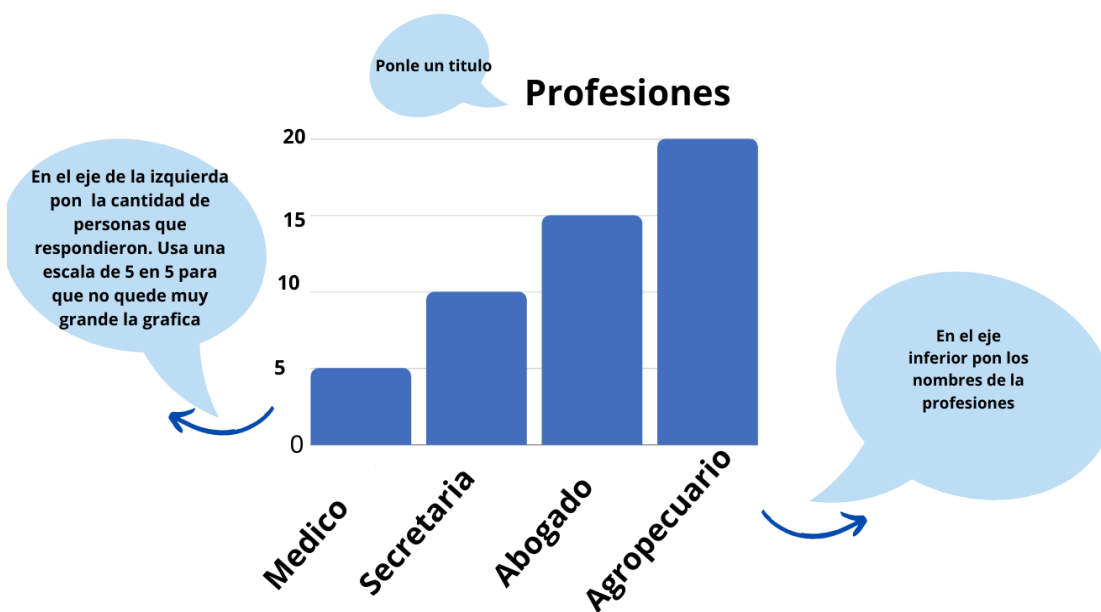 Ponle un titulo
Profesiones
En el eje de la izquierda
pon la cantidad de
personas que
respondieron. Usa una
escala de 5 en 5 para
que no quede muy
grande la grafica
20
15
10
5
0
Medico
Secretaria
Abogado
Agropecuario
En el eje
inferior pon los
nombres de la
profesiones